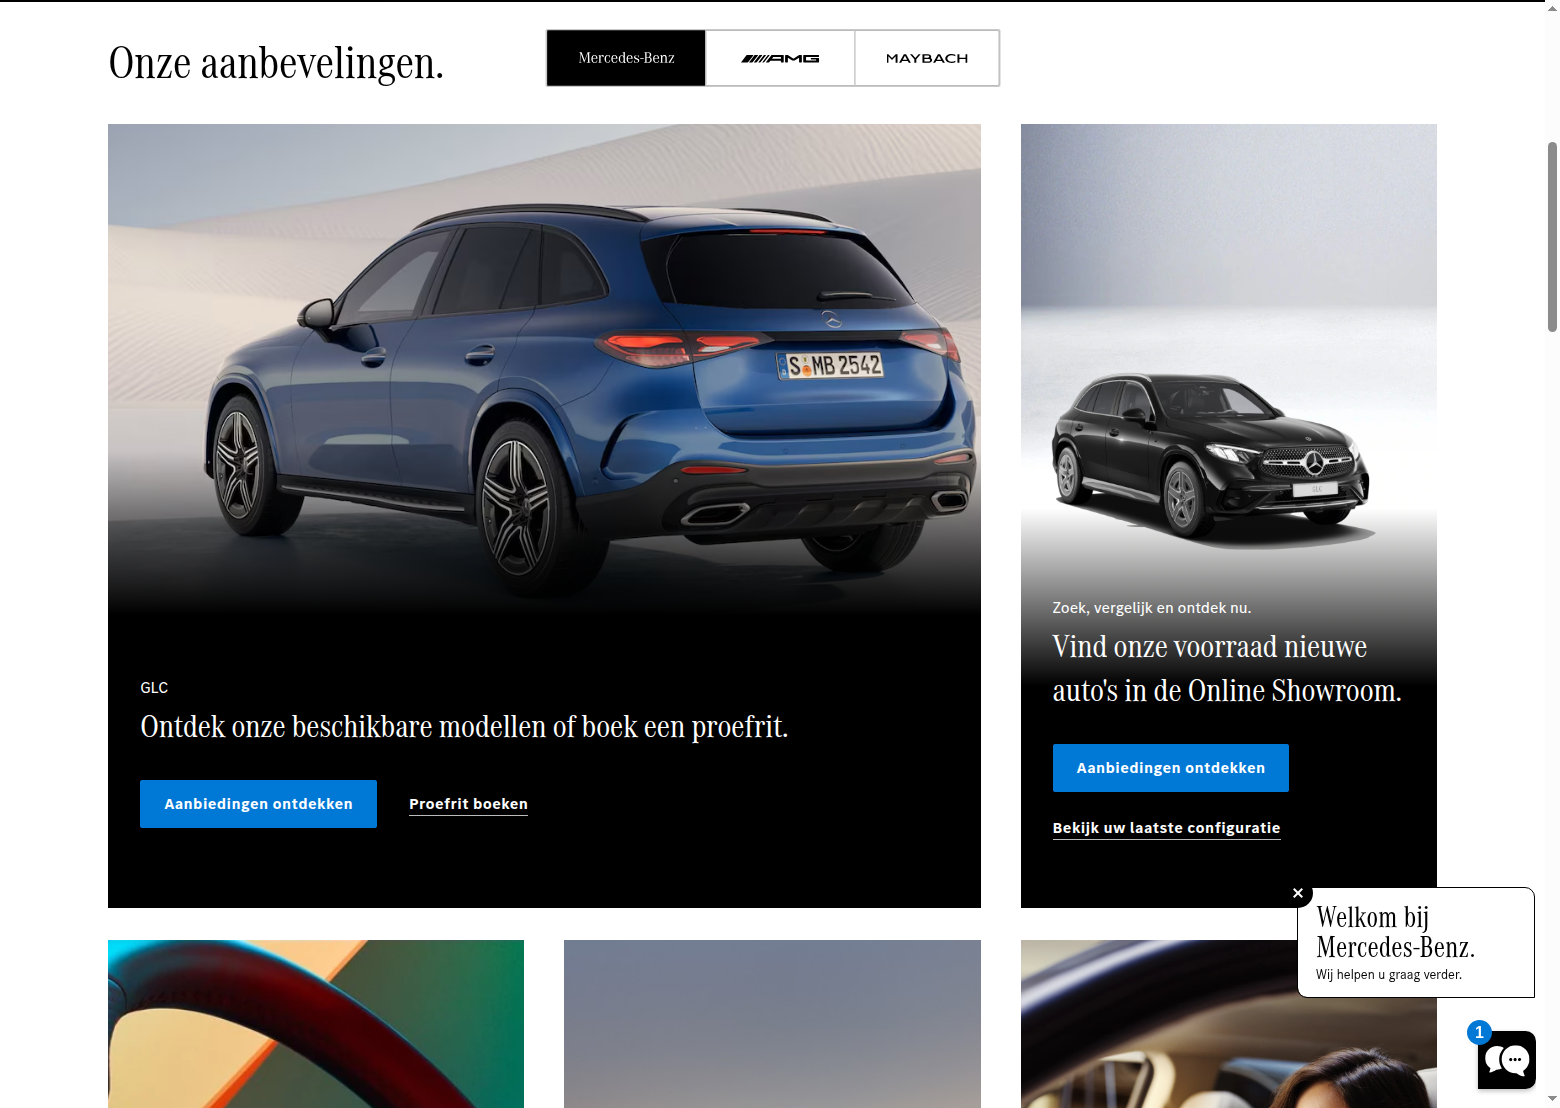 Onze aanbevelingen.
Mercedes-Benz
AMG
MAYBACH
S MB 2542
GLC
Ontdek onze beschikbare modellen of boek een proefrit.
Aanbiedingen ontdekken
Proefrit boeken
GLC
Zoek, vergelijk en ontdek nu.
Vind onze voorraad nieuwe
auto's in de Online Showroom.
Aanbiedingen ontdekken
Bekijk uw laatste configuratie
Welkom bij
Mercedes-Benz.
Wij helpen u graag verder.
1